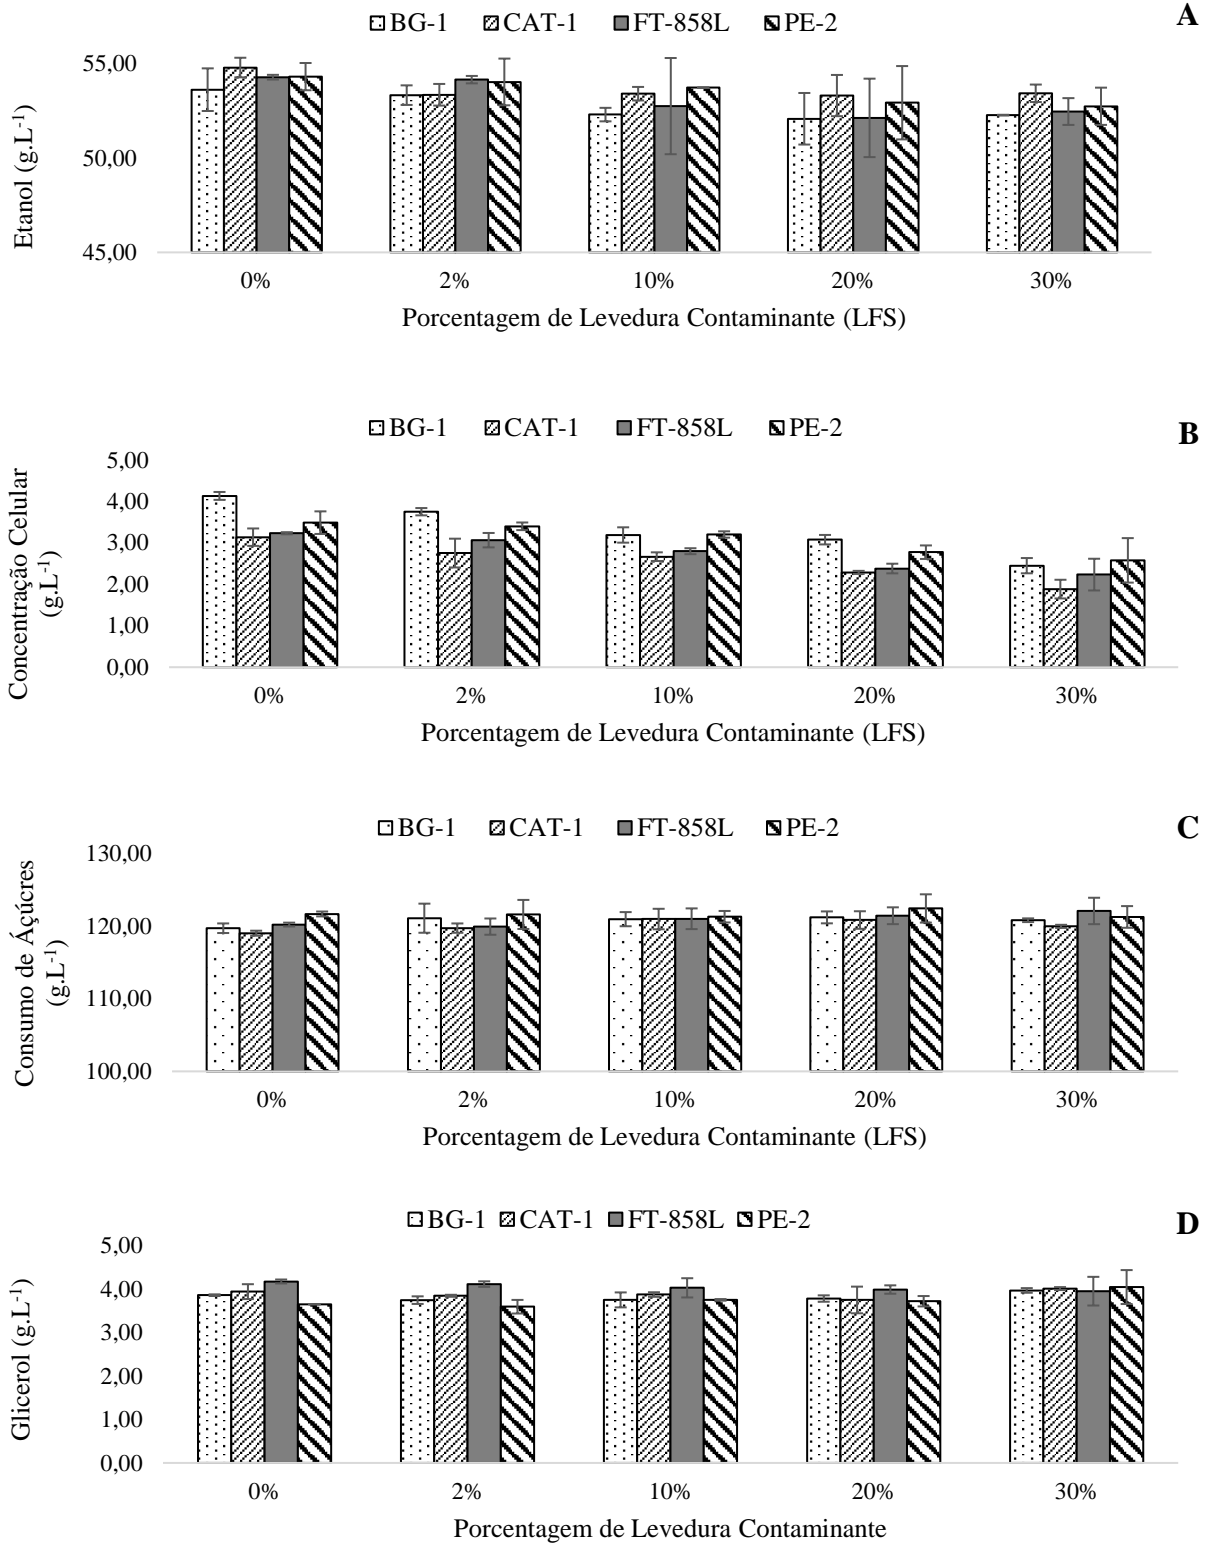 BG-1 CAT-1 FT-858L PE-2
A
55,00
50,00
45,00
Etanol (g.L-1)
0% 2% 10% 20% 30%
Porcentagem de Levedura Contaminante (LFS)
BG-1 CAT-1 FT-858L PE-2
B
5,00
4,00
3,00
2,00
1,00
0,00
Concentração Celular
(g.L-1)
0% 2% 10% 20% 30%
Porcentagem de Levedura Contaminante (LFS)
BG-1 CAT-1 FT-858L PE-2
C
130,00
120,00
110,00
100,00
Consumo de Áçúcres
(g.L-1)
0% 2% 10% 20% 30%
Porcentagem de Levedura Contaminante (LFS)
BG-1 CAT-1 FT-858L PE-2
D
5,00
4,00
3,00
2,00
1,00
0,00
Glicerol (g.L-1)
0% 2% 10% 20% 30%
Porcentagem de Levedura Contaminante